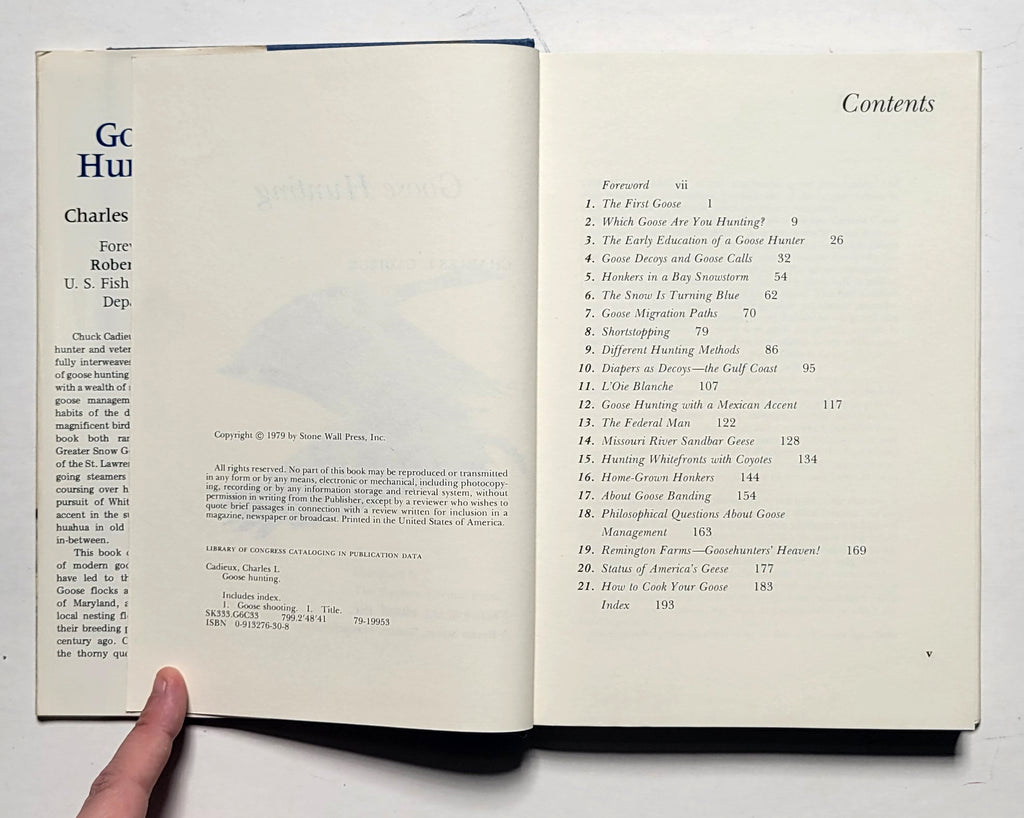 Go
Hu
Charles
Fore
Rober
U. S. Fish
Dep
Chuck Cadieu
hunter and veter
fully interweaves
of goose hunting
with a wealth of
goose managem
habits of the d
magnificent bird
book both ran
Greater Snow G
of the St. Lawre
going steamers
coursing over h
pursuit of Whit
accent in the s
huahua in old
in-between.
This book
of modern goo
have led to th
Goose flocks a
of Maryland, a
local nesting fl
their breeding
century ago. C
the thorny que
Goose Hunting
Copyright © 1979 by Stone Wall Press, Inc.
All rights reserved. No part of this book may be reproduced or transmitted
in any form or by any means, electronic or mechanical, including photocopy-
ing, recording or by any information storage and retrieval system, without
permission in writing from the Publisher, except by a reviewer who wishes to
quote brief passages in connection with a review written for inclusion in a
magazine, newspaper or broadcast. Printed in the United States of America.
LIBRARY OF CONGRESS CATALOGING IN PUBLICATION DATA
Cadieux, Charles L
Goose hunting.
Includes index.
1. Goose shooting. I. Title.
SK333.G6C33 799.2'48'41 79-19953
ISBN 0-913276-30-8
Contents
Foreword vii
1. The First Goose 1
2. Which Goose Are You Hunting? 9
3. The Early Education of a Goose Hunter 26
4. Goose Decoys and Goose Calls 32
5. Honkers in a Bay Snowstorm 54
6. The Snow Is Turning Blue 62
7. Goose Migration Paths 70
8. Shortstopping 79
9. Different Hunting Methods 86
10. Diapers as Decoys—the Gulf Coast 95
11. L'Oie Blanche 107
12. Goose Hunting with a Mexican Accent 117
13. The Federal Man 122
14. Missouri River Sandbar Geese 128
15. Hunting Whitefronts with Coyotes 134
16. Home-Grown Honkers 144
17. About Goose Banding 154
18. Philosophical Questions About Goose
Management 163
19. Remington Farms—Goosehunters' Heaven! 169
20. Status of America's Geese 177
21. How to Cook Your Goose 183
Index 193
v